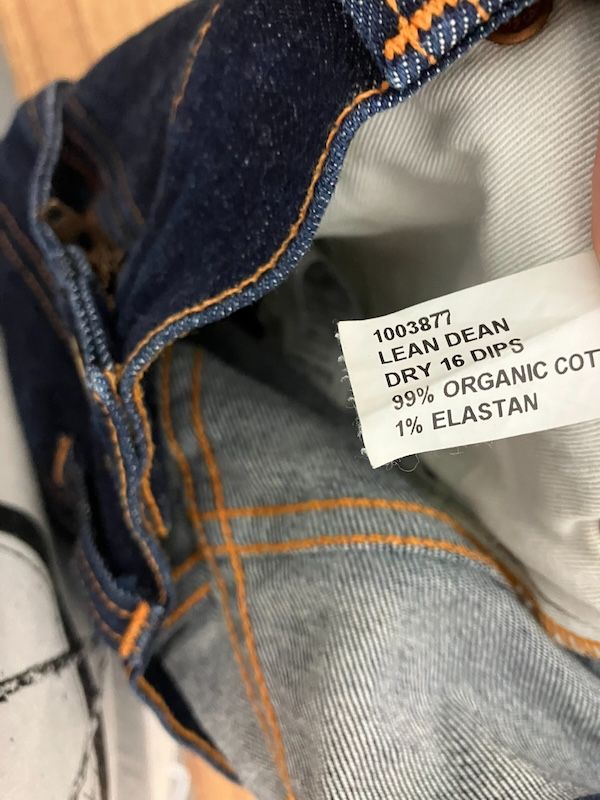 1003877
LEAN DEAN
DRY 16 DIPS
99% ORGANIC COT
1% ELASTAN